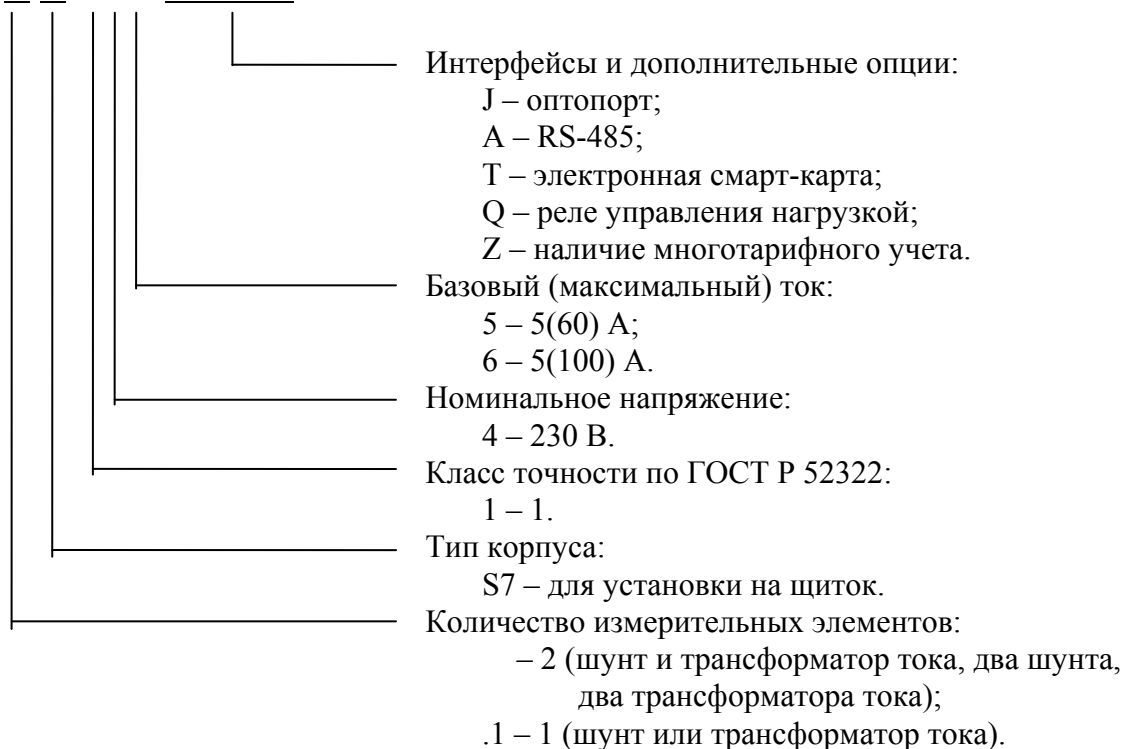 Интерфейсы и дополнительные опции:
J – оптопорт;
A – RS-485;
T – электронная смарт-карта;
Q – реле управления нагрузкой;
Z – наличие многотарифного учета.
Базовый (максимальный) ток:
5 – 5(60) А;
6 – 5(100) А.
Номинальное напряжение:
4 – 230 В.
Класс точности по ГОСТ Р 52322:
1 – 1.
Тип корпуса:
S7 – для установки на щиток.
Количество измерительных элементов:
– 2 (шунт и трансформатор тока, два шунта,
два трансформатора тока);
.1 – 1 (шунт или трансформатор тока).